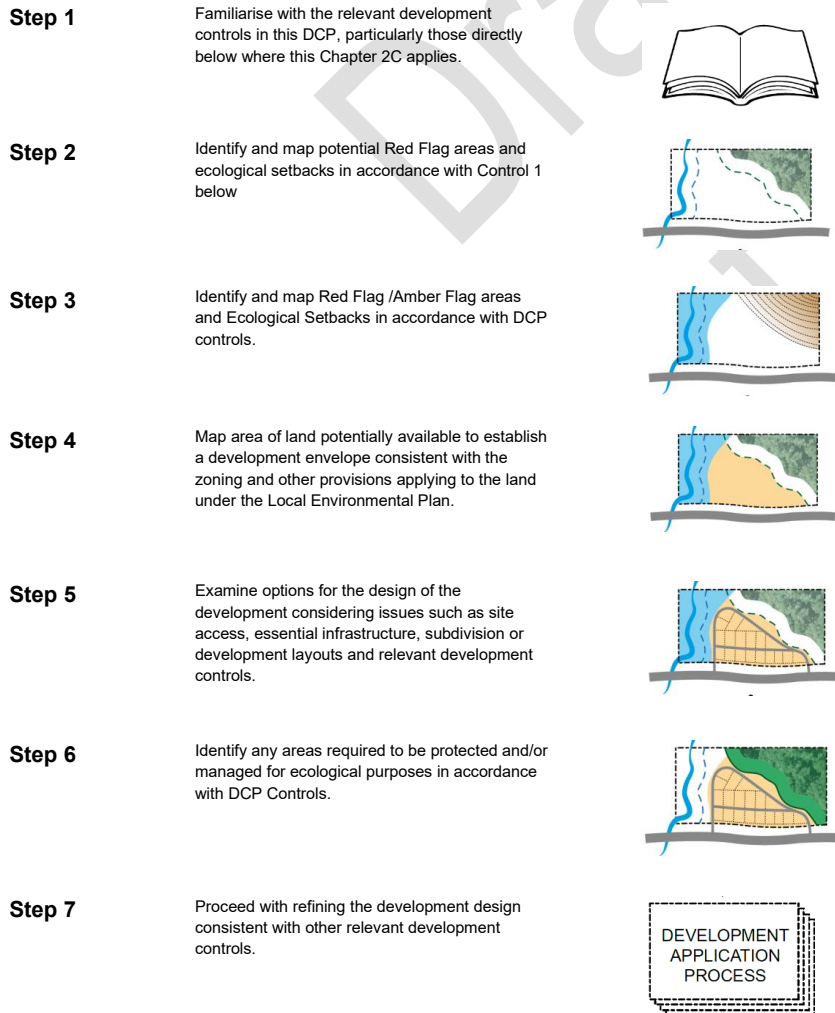 Step 1
Familiarise with the relevant development
controls in this DCP, particularly those directly
below where this Chapter 2C applies.
Step 2
Identify and map potential Red Flag areas and
ecological setbacks in accordance with Control 1
below
Step 3
Identify and map Red Flag /Amber Flag areas
and Ecological Setbacks in accordance with DCP
controls.
Step 4
Map area of land potentially available to establish
a development envelope consistent with the
zoning and other provisions applying to the land
under the Local Environmental Plan.
Step 5
Examine options for the design of the
development considering issues such as site
access, essential infrastructure, subdivision or
development layouts and relevant development
controls.
Step 6
Identify any areas required to be protected and/or
managed for ecological purposes in accordance
with DCP Controls.
Step 7
Proceed with refining the development design
consistent with other relevant development
controls.
DEVELOPMENT
APPLICATION
PROCESS